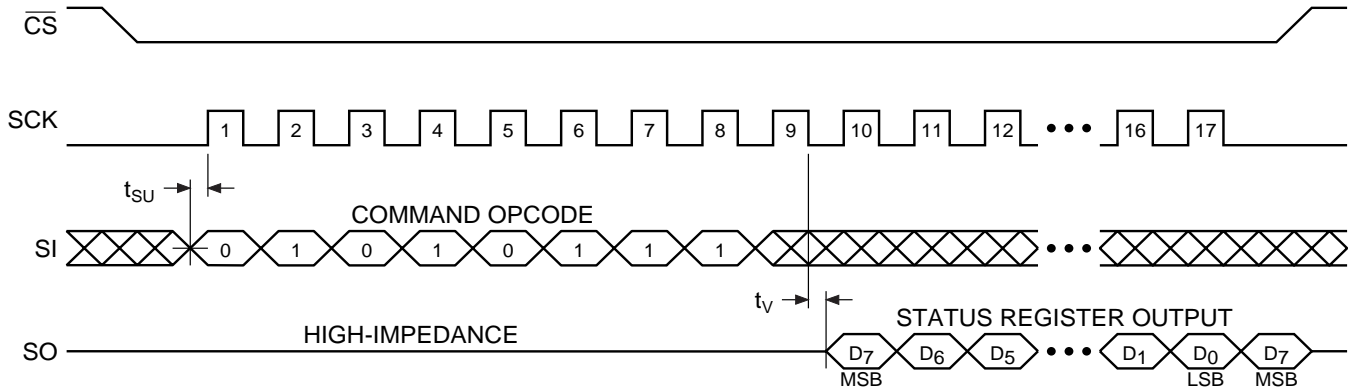 CS
SCK
1 2 3 4 5 6 7 8 9 10 11 12 ••• 16 17
tSU
COMMAND OPCODE
SI
0 1 0 1 0 1 1 1 •••
tV
HIGH-IMPEDANCE
STATUS REGISTER OUTPUT
SO
D7 D6 D5 ••• D1 D0 D7
MSB LSB MSB